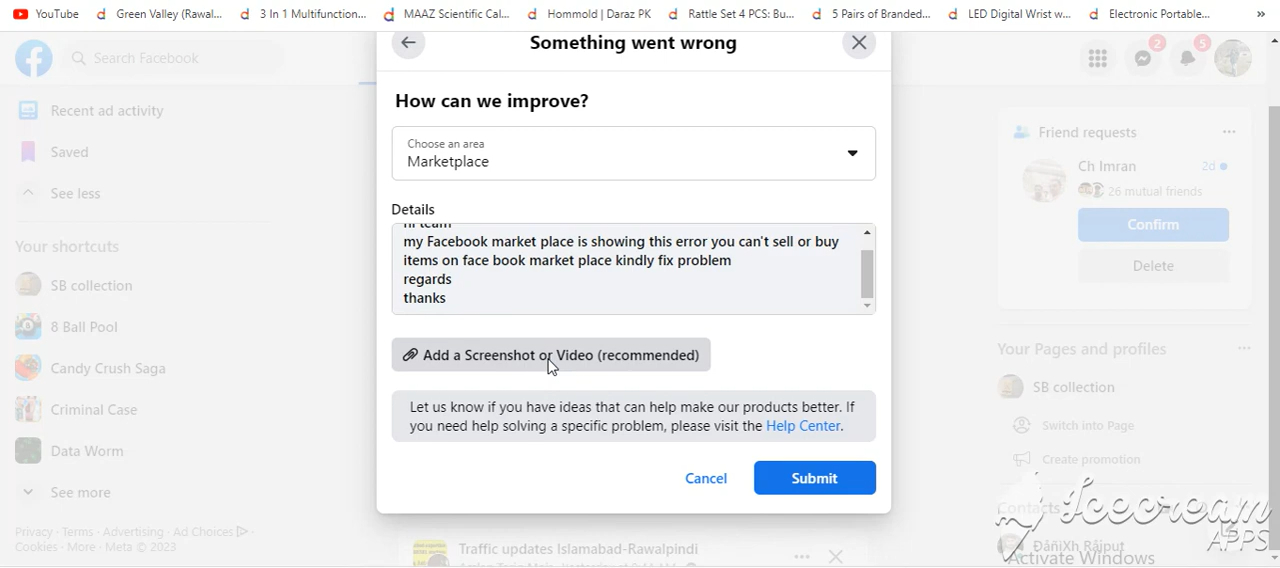 YouTube
Green Valley (Rawal...
3 In 1 Multifunction...
MAAZ Scientific Cal...
Hommold | Daraz PK
Rattle Set 4 PCS: Bu...
5 Pairs of Branded...
LED Digital Wrist w...
Electronic Portable...
»
Search Facebook
2
5
Something went wrong
How can we improve?
Choose an area
Marketplace
Details
hi team
my Facebook market place is showing this error you can't sell or buy
items on face book market place kindly fix problem
regards
thanks
Add a Screenshot or Video (recommended)
Let us know if you have ideas that can help make our products better. If
you need help solving a specific problem, please visit the Help Center.
Cancel
Submit
Recent ad activity
Saved
See less
Your shortcuts
SB collection
8 Ball Pool
Candy Crush Saga
Criminal Case
Data Worm
See more
Privacy · Terms · Advertising · Ad Choices ·
Cookies · More · Meta © 2023
Friend requests
Ch Imran
2d
26 mutual friends
Confirm
Delete
Your Pages and profiles
SB collection
Switch into Page
Create promotion
Contacts
Icecream
APPS
Activate Windows
Traffic updates Islamabad-Rawalpindi